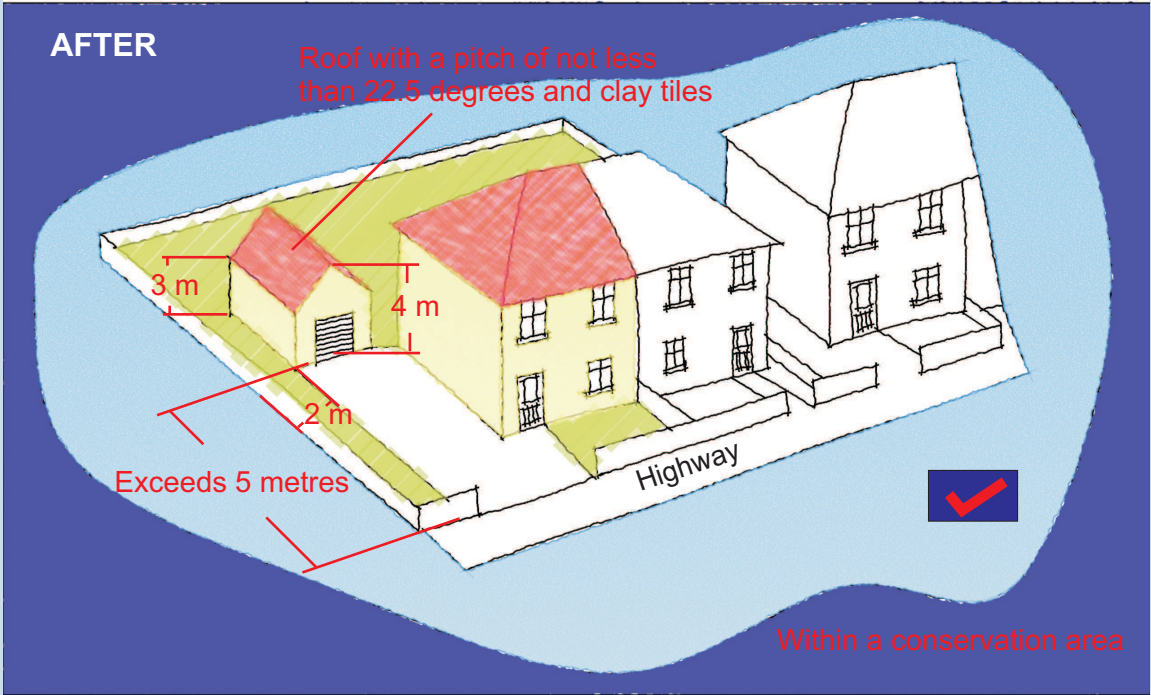 AFTER
Roof with a pitch of not less
than 22.5 degrees and clay tiles
3 m
4 m
2 m
Exceeds 5 metres
Highway
Within a conservation area